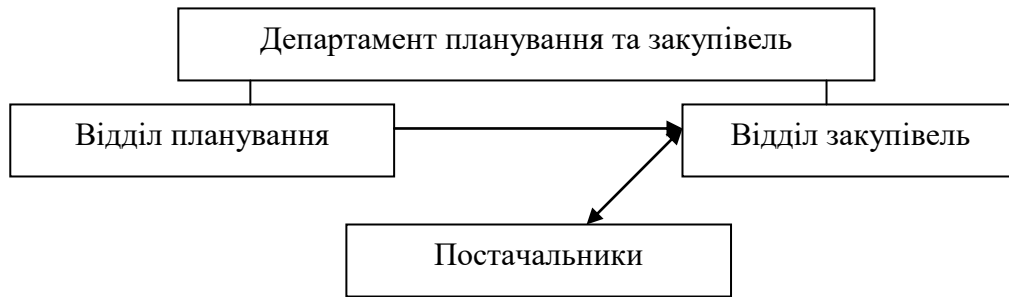 Департамент планування та закупівель
Відділ планування
Відділ закупівель
Постачальники